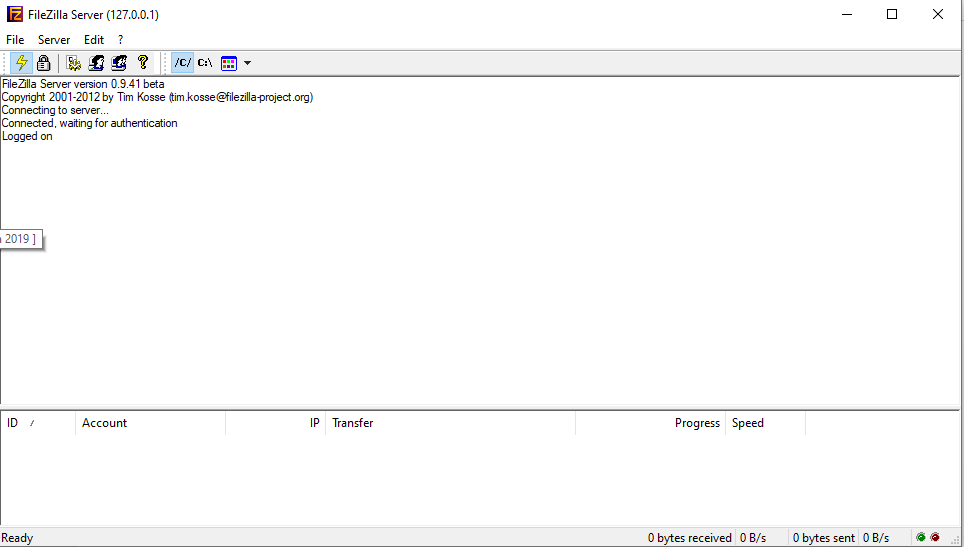 FileZilla Server (127.0.0.1)
File Server Edit ?
/C/ C:\
FileZilla Server version 0.9.41 beta
Copyright 2001-2012 by Tim Kosse (tim.kosse@filezilla-project.org)
Connecting to server...
Connected, waiting for authentication
Logged on
2019 ]
ID / Account IP Transfer Progress Speed
Ready 0 bytes received 0 B/s 0 bytes sent 0 B/s